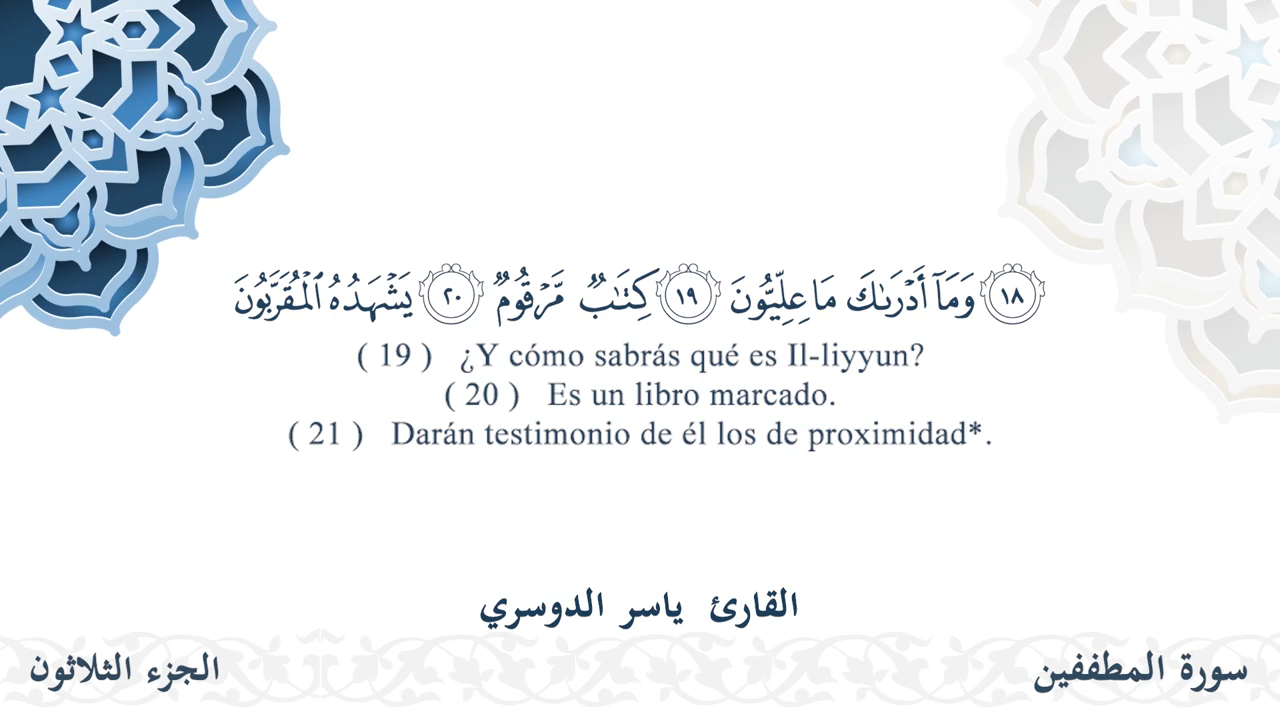 ١٨ وَمَآ أَدۡرَىٰكَ مَا عِلِّيُّونَ ١٩ كِتَٰبٞ مَّرۡقُومٞ ٢٠ يَشۡهَدُهُ ٱلۡمُقَرَّبُونَ
( 19 ) ¿Y cómo sabrás qué es Il-liyyun?
( 20 ) Es un libro marcado.
( 21 ) Darán testimonio de él los de proximidad*.
القارئ ياسر الدوسري
سورة المطففين
الجزء الثلاثون